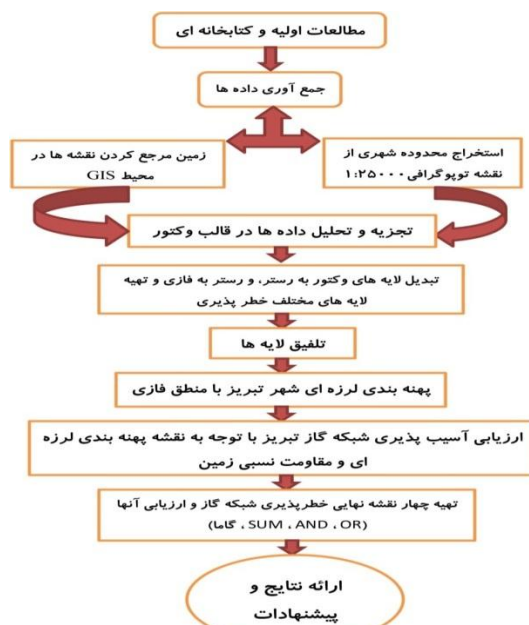 مطالعات اولیه و کتابخانه ای
جمع آوری داده ها
استخراج محدوده شهری از
نقشه توپوگرافی ۱:۲۵۰۰۰
زمین مرجع کردن نقشه ها در
محیط GIS
تجزیه و تحلیل داده ها در قالب وکتور
تبدیل لایه های وکتور به رستر، و رستر به فازی و تهیه
لایه های مختلف خطر پذیری
تلفیق لایه ها
پهنه بندی لرزه ای شهر تبریز با منطق فازی
ارزیابی آسیب پذیری شبکه گاز تبریز با توجه به نقشه پهنه بندی لرزه
ای و مقاومت نسبی زمین
تهیه چهار نقشه نهایی خطرپذیری شبکه گاز و ارزیابی آنها
(گاما ، SUM ، AND ، OR)
ارائه نتایج و
پیشنهادات